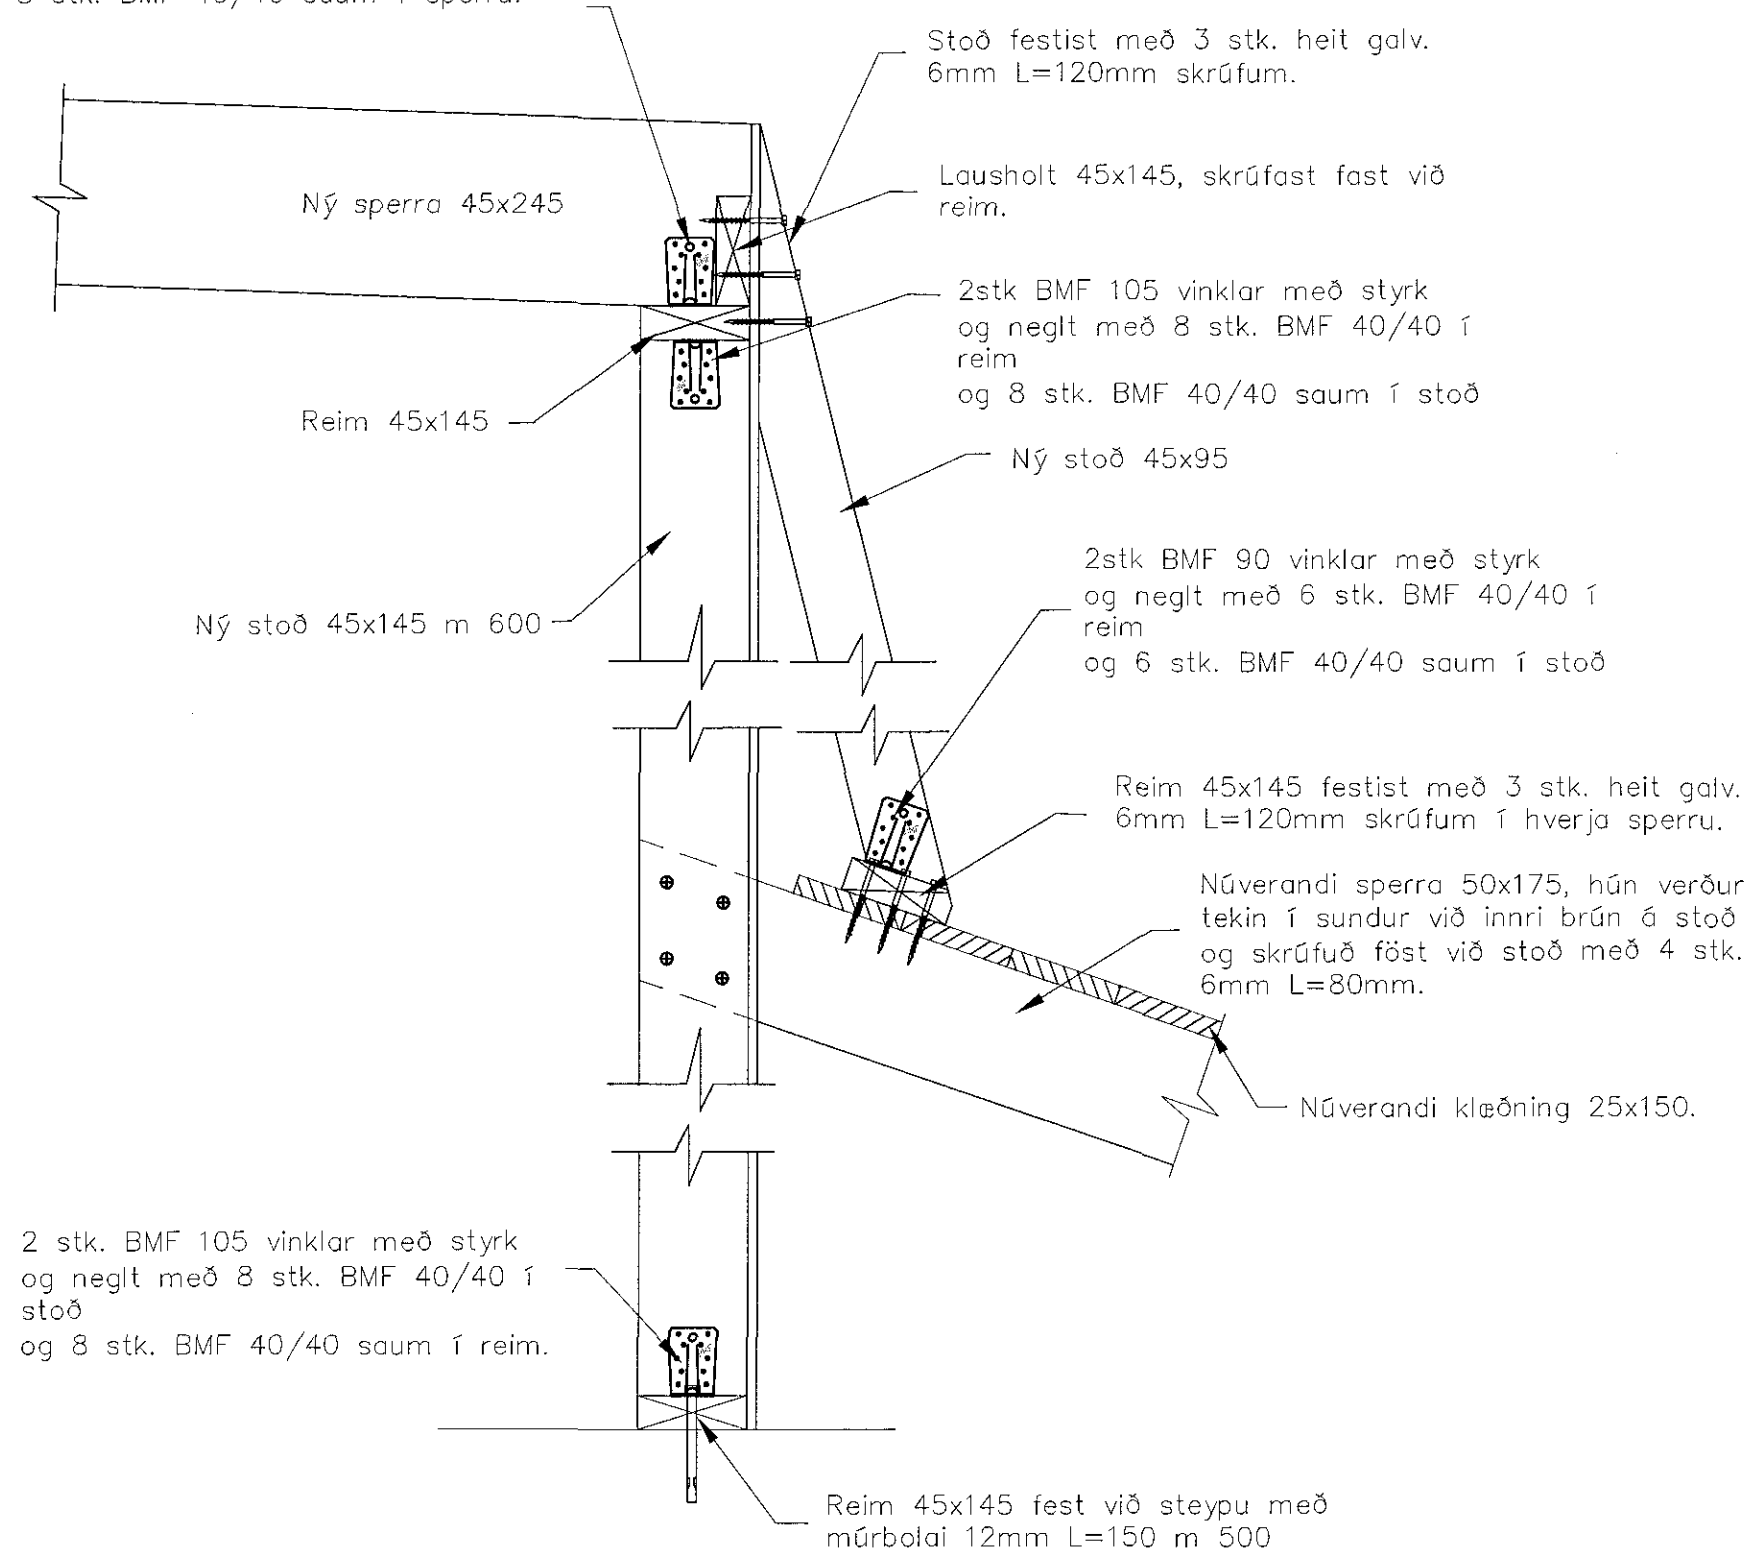 Stoð festist með 3 stk. heit galv.
6mm L=120mm skrúfum.
Lausholt 45x145, skrúfast fast við
reim.
Ný sperra 45x245
2stk BMF 105 vinklar með styrk
og neglt með 8 stk. BMF 40/40 í
reim
og 8 stk. BMF 40/40 saum í stoð
Reim 45x145
Ný stoð 45x95
2stk BMF 90 vinklar með styrk
og neglt með 6 stk. BMF 40/40 í
reim
og 6 stk. BMF 40/40 saum í stoð
Ný stoð 45x145 m 600
Reim 45x145 festist með 3 stk. heit galv.
6mm L=120mm skrúfum í hverja sperru.
Núverandi sperra 50x175, hún verður
tekin í sundur við innri brún á stoð
og skrúfuð föst við stoð með 4 stk.
6mm L=80mm.
Núverandi klæðning 25x150.
2 stk. BMF 105 vinklar með styrk
og neglt með 8 stk. BMF 40/40 í
stoð
og 8 stk. BMF 40/40 saum í reim.
Reim 45x145 fest við steypu með
múrbolai 12mm L=150 m 500